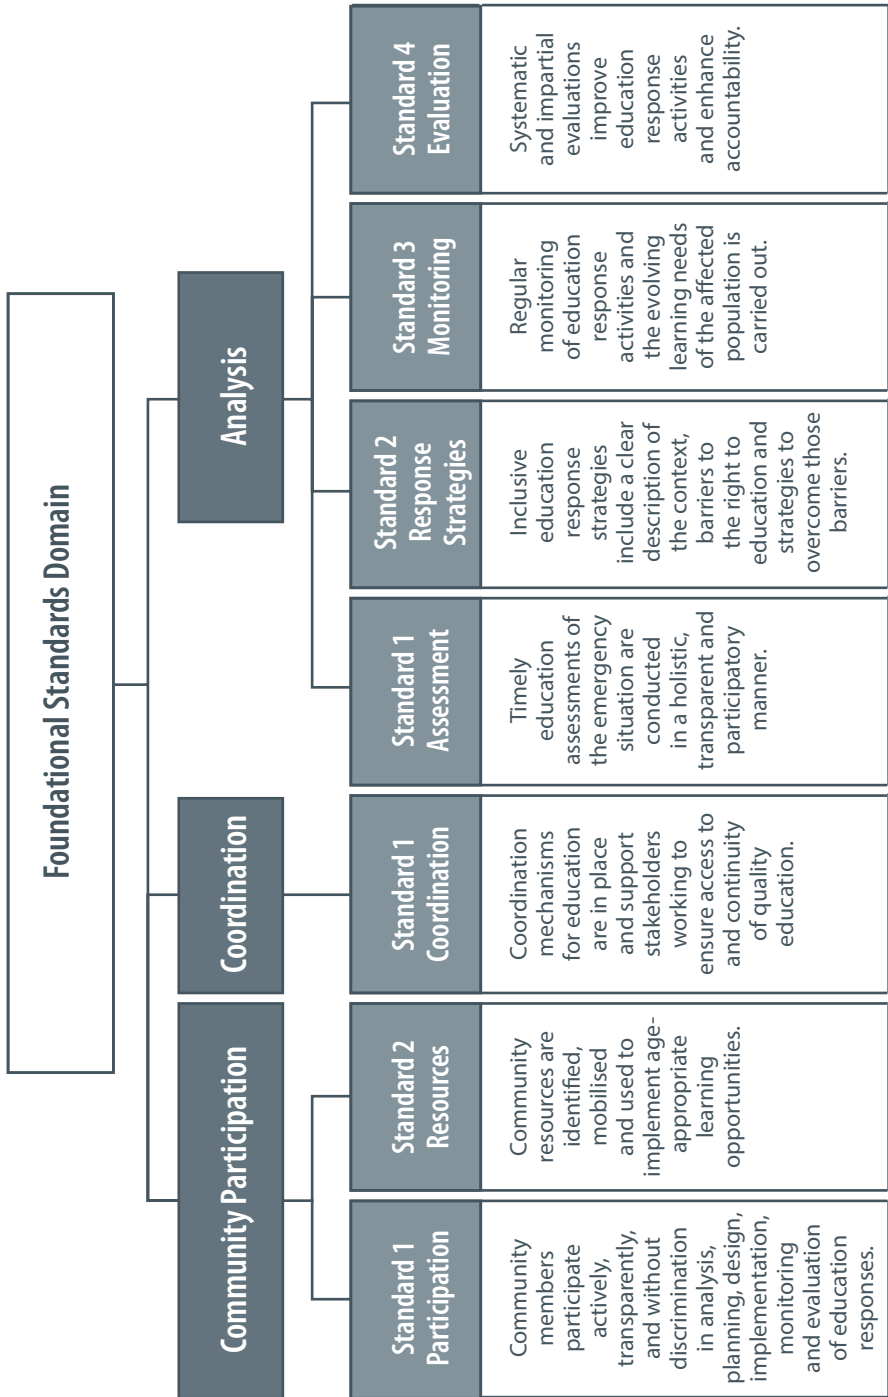 Foundational Standards Domain
Community Participation
Coordination
Analysis
Standard 1
Participation
Community
members
participate
actively,
transparently,
and without
discrimination
in analysis,
planning, design,
implementation,
monitoring
and evaluation
of education
responses.
Standard 2
Resources
Community
resources are
identified,
mobilised
and used to
implement age-
appropriate
learning
opportunities.
Standard 1
Coordination
Coordination
mechanisms
for education
are in place
and support
stakeholders
working to
ensure access to
and continuity
of quality
education.
Standard 1
Assessment
Timely
education
assessments of
the emergency
situation are
conducted
in a holistic,
transparent and
participatory
manner.
Standard 2
Response
Strategies
Inclusive
education
response
strategies
include a clear
description of
the context,
barriers to
the right to
education and
strategies to
overcome those
barriers.
Standard 3
Monitoring
Regular
monitoring
of education
response
activities and
the evolving
learning needs
of the affected
population is
carried out.
Standard 4
Evaluation
Systematic
and impartial
evaluations
improve
education
response
activities
and enhance
accountability.